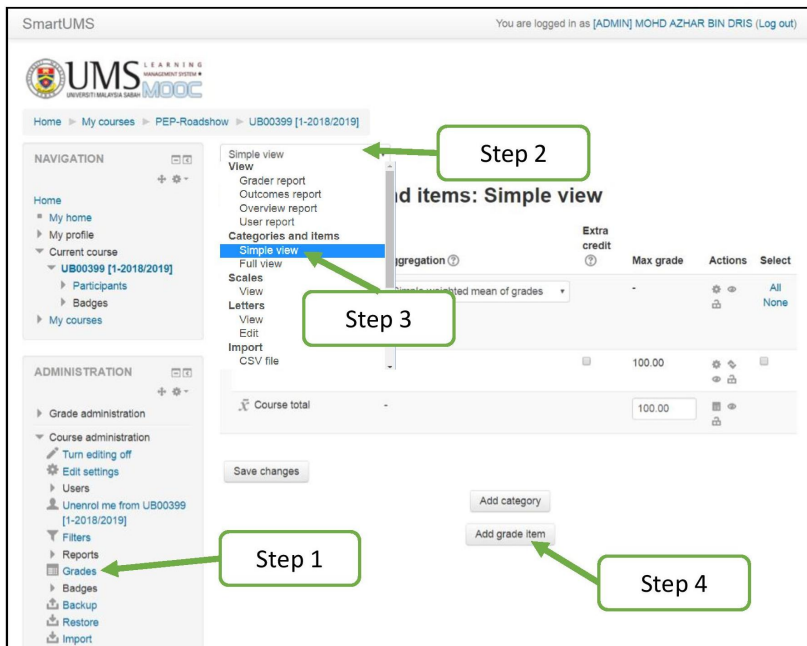 SmartUMS
You are logged in as [ADMIN] MOHD AZHAR BIN DRIS (Log out)
UMS
LEARNING
MANAGEMENT SYSTEM
MOOC
UNIVERSITI MALAYSIA SABAH
Home ► My courses ► PEP-Roadshow ► UB00399 [1-2018/2019]
NAVIGATION
Home
My home
My profile
Current course
UB00399 [1-2018/2019]
Participants
Badges
My courses
ADMINISTRATION
Grade administration
Course administration
Turn editing off
Edit settings
Users
Unenrol me from UB00399
[1-2018/2019]
Filters
Reports
Grades
Badges
Backup
Restore
Import
Simple view
View
Grader report
Outcomes report
Overview report
User report
Categories and items
Simple view
Full view
Scales
View
Letters
View
Edit
Import
CSV file
Step 2
Step 3
Step 1
Step 4
items: Simple view
Extra
credit
Max grade Actions Select
weighted mean of grades
-
All
None
100.00
x̄ Course total - 100.00
Save changes
Add category
Add grade item